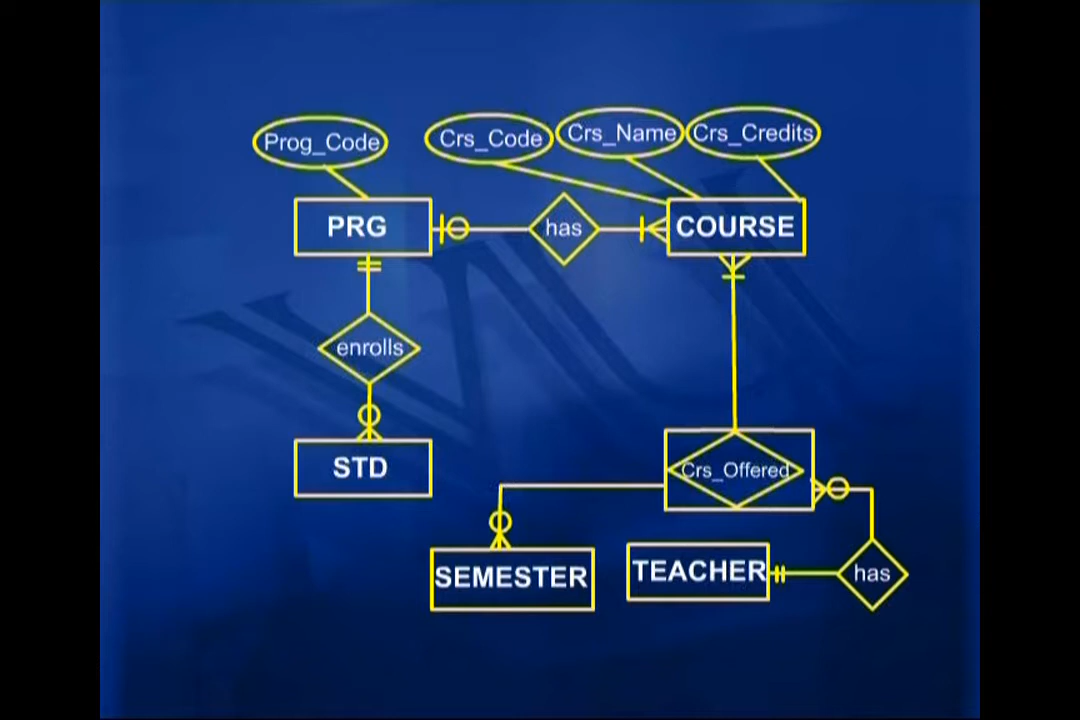 Prog_Code
Crs_Code
Crs_Name
Crs_Credits
PRG
has
COURSE
enrolls
STD
Crs_Offered
SEMESTER
TEACHER
has